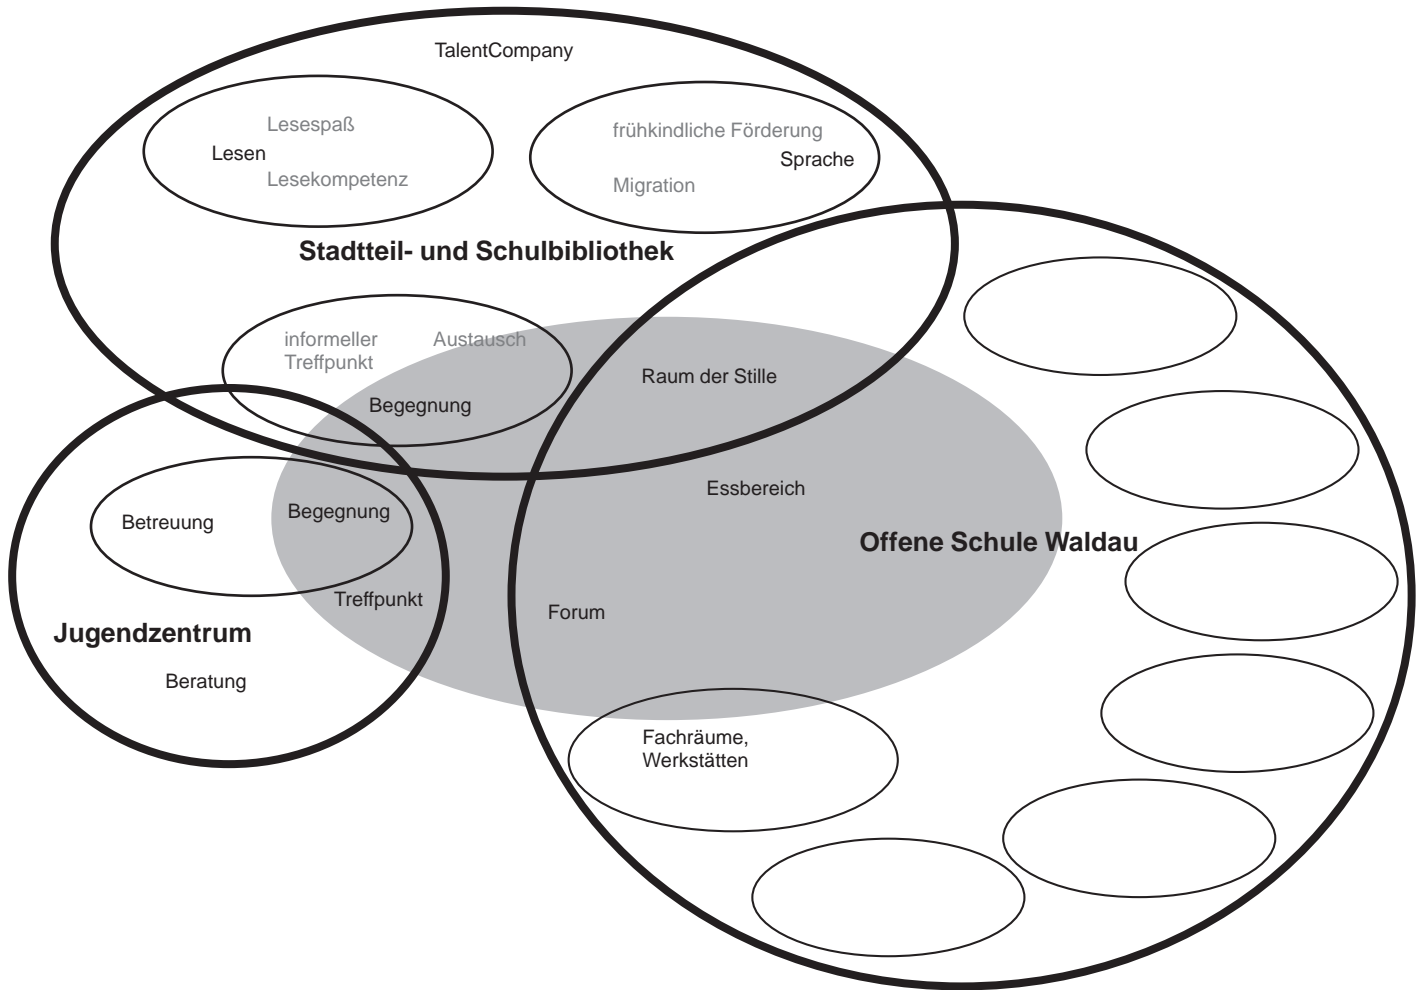 TalentCompany
Lesespaß
Lesen
Lesekompetenz
frühkindliche Förderung
Sprache
Migration
Stadtteil- und Schulbibliothek
informeller
Treffpunkt
Austausch
Begegnung
Raum der Stille
Essbereich
Betreuung
Begegnung
Treffpunkt
Jugendzentrum
Beratung
Offene Schule Waldau
Forum
Fachräume,
Werkstätten